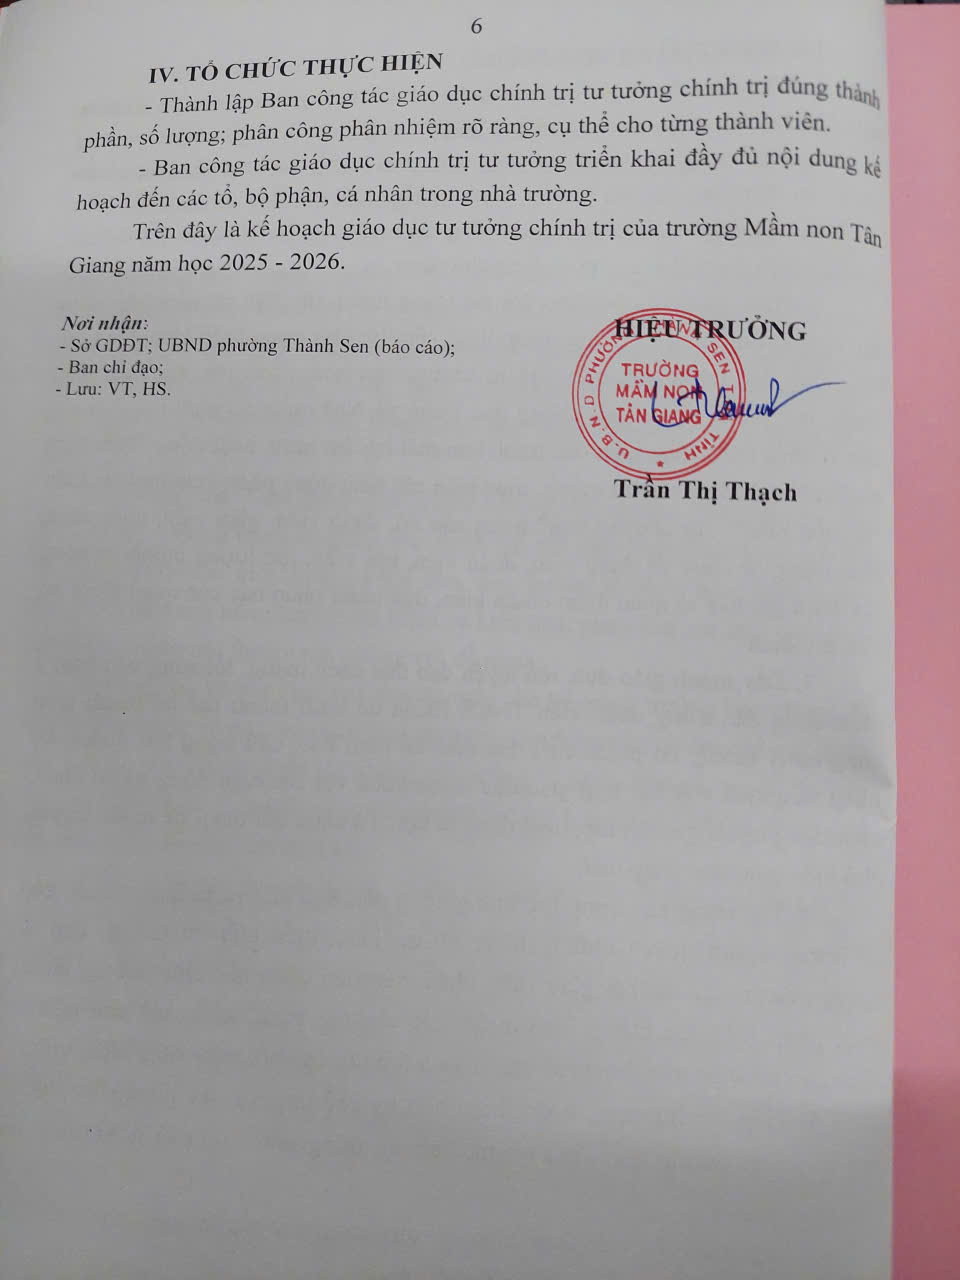 6
IV. TỔ CHỨC THỰC HIỆN
- Thành lập Ban công tác giáo dục chính trị tư tưởng chính trị đúng thành
phần, số lượng; phân công phân nhiệm rõ ràng, cụ thể cho từng thành viên.
- Ban công tác giáo dục chính trị tư tưởng triển khai đầy đủ nội dung kế
hoạch đến các tổ, bộ phận, cá nhân trong nhà trường.
Trên đây là kế hoạch giáo dục tư tưởng chính trị của trường Mầm non Tân
Giang năm học 2025 - 2026.
Nơi nhận:
- Sở GDĐT; UBND phường Thành Sen (báo cáo);
- Ban chỉ đạo;
- Lưu: VT, HS.
HIỆU TRƯỞNG
U.B.N.D PHƯỜNG THÀNH SEN TỈNH
TRƯỜNG
MẦM NON
TÂN GIANG
Trần Thị Thạch